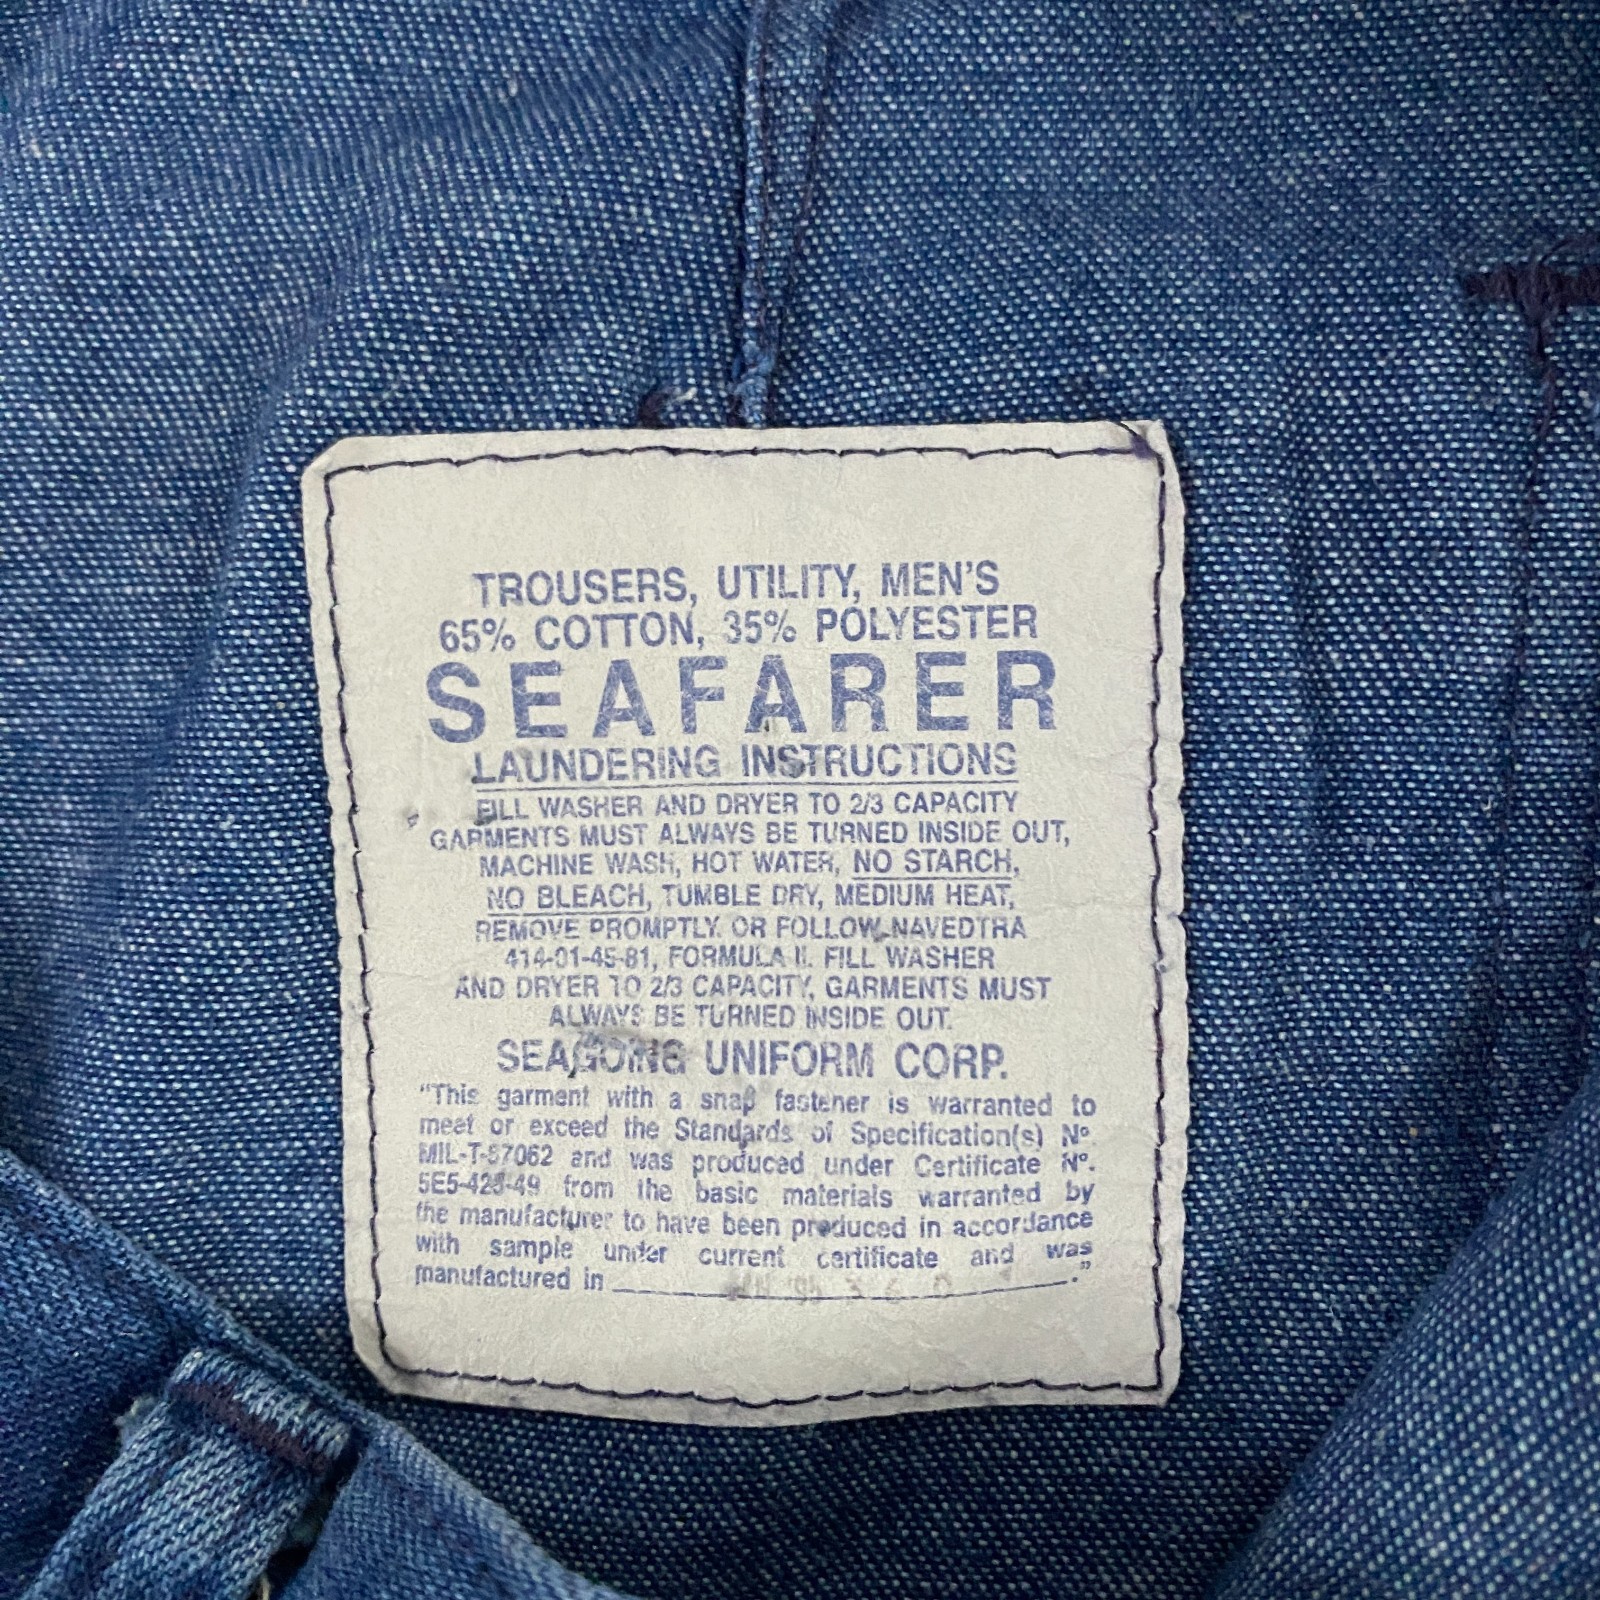 TROUSERS, UTILITY, MEN'S
65% COTTON, 35% POLYESTER
SEAFARER
LAUNDERING INSTRUCTIONS
FILL WASHER AND DRYER TO 2/3 CAPACITY
GARMENTS MUST ALWAYS BE TURNED INSIDE OUT,
MACHINE WASH, HOT WATER, NO STARCH,
NO BLEACH, TUMBLE DRY, MEDIUM HEAT,
REMOVE PROMPTLY. OR FOLLOW NAVEDTRA
414-01-45-81, FORMULA II. FILL WASHER
AND DRYER TO 2/3 CAPACITY, GARMENTS MUST
ALWAYS BE TURNED INSIDE OUT.
SEAGOING UNIFORM CORP.
“This garment with a snap fastener is warranted to
meet or exceed the Standards of Specification(s) Nº.
MIL-T-87062 and was produced under Certificate Nº.
from the basic materials warranted by
the manufacturer to have been produced in accordance
with sample under current certificate and was
manufactured in .”